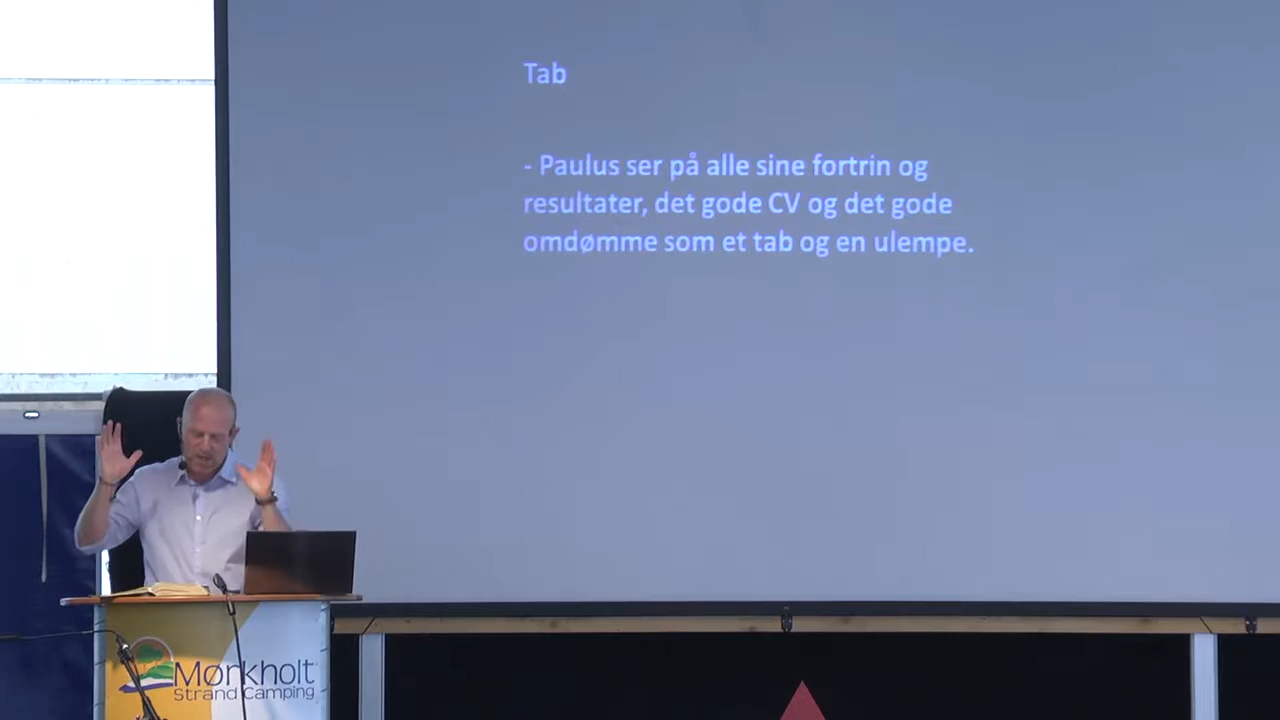 Tab
- Paulus ser på alle sine fortrin og
resultater, det gode CV og det gode
omdømme som et tab og en ulempe.
Mørkholt
Strand Camping